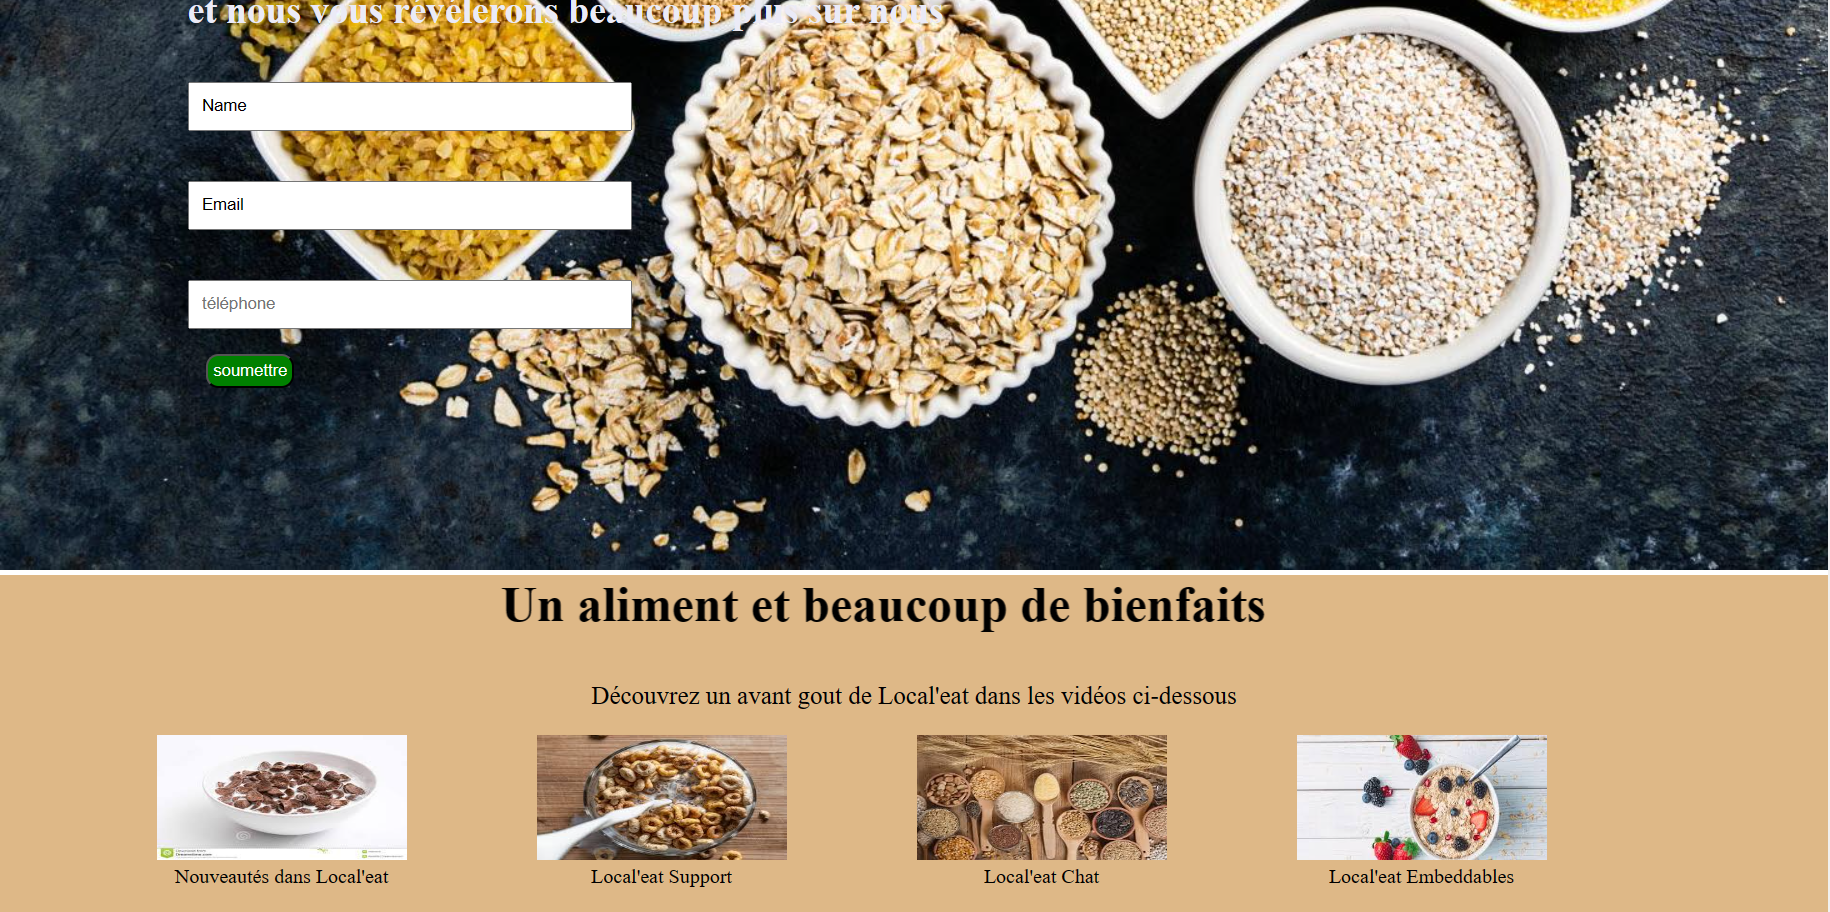 et nous vous révèlerons beaucoup plus sur nous
Name
Email
téléphone
soumettre
Un aliment et beaucoup de bienfaits
Découvrez un avant gout de Local'eat dans les vidéos ci-dessous
Nouveautés dans Local'eat
Local'eat Support
Local'eat Chat
Local'eat Embeddables